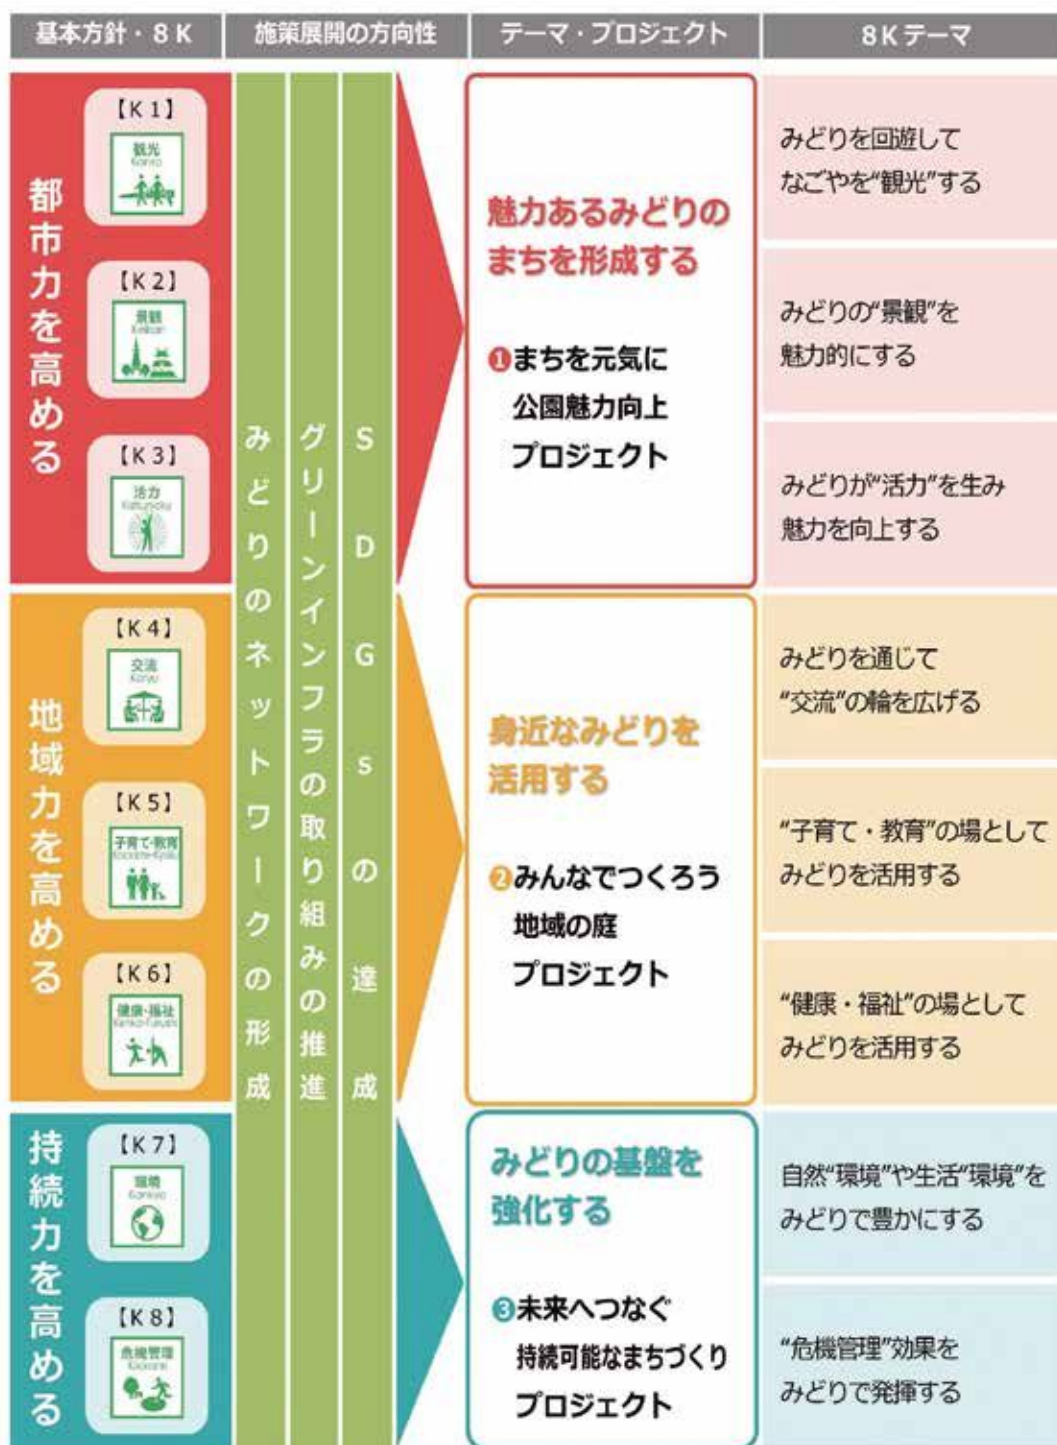 基本方針・8K
施策展開の方向性
テーマ・プロジェクト
8Kテーマ
都市力を高める
【K1】
観光
Kanko
【K2】
景観
Keikan
【K3】
活力
Katsuryoku
地域力を高める
【K4】
交流
Koryu
【K5】
子育て・教育
【K6】
健康・福祉
Kenko・Fukushi
持続力を高める
【K7】
環境
Kankyo
【K8】
危機管理
みどりのネットワークの形成
グリーンインフラの取り組みの推進
SDGsの達成
魅力あるみどりの
まちを形成する
❶まちを元気に
公園魅力向上
プロジェクト
身近なみどりを
活用する
❷みんなでつくろう
地域の庭
プロジェクト
みどりの基盤を
強化する
❸未来へつなぐ
持続可能なまちづくり
プロジェクト
みどりを回遊して
なごやを“観光”する
みどりの“景観”を
魅力的にする
みどりが“活力”を生み
魅力を向上する
みどりを通じて
“交流”の輪を広げる
“子育て・教育”の場として
みどりを活用する
“健康・福祉”の場として
みどりを活用する
自然“環境”や生活“環境”を
みどりで豊かにする
“危機管理”効果を
みどりで発揮する